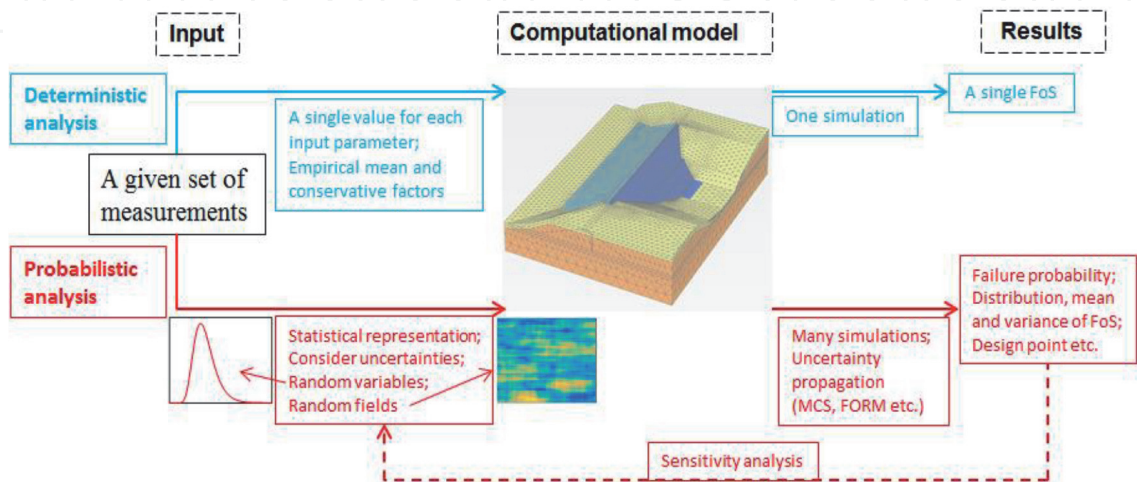 Input
Computational model
Results
Deterministic
analysis
A single value for each
input parameter;
Empirical mean and
conservative factors
One simulation
A single FoS
A given set of
measurements
Probabilistic
analysis
Statistical representation;
Consider uncertainties;
Random variables;
Random fields
Many simulations;
Uncertainty
propagation
(MCS, FORM etc.)
Failure probability;
Distribution, mean
and variance of FoS;
Design point etc.
Sensitivity analysis